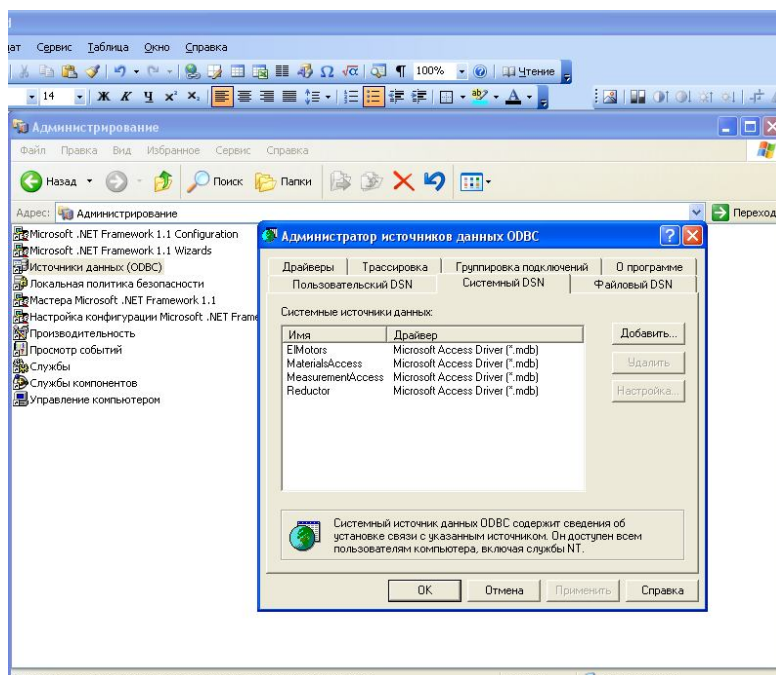 ат Сервис Таблица Окно Справка
100% Чтение
14 Ж К Ч x² x₂
Администрирование
Файл Правка Вид Избранное Сервис Справка
Назад Поиск Папки
Адрес: Администрирование Переход
Microsoft .NET Framework 1.1 Configuration
Microsoft .NET Framework 1.1 Wizards
Источники данных (ODBC)
Локальная политика безопасности
Мастера Microsoft .NET Framework 1.1
Настройка конфигурации Microsoft .NET Frame
Производительность
Просмотр событий
Службы
Службы компонентов
Управление компьютером
Администратор источников данных ODBC
Драйверы Трассировка Группировка подключений О программе
Пользовательский DSN Системный DSN Файловый DSN
Системные источники данных:
Имя Драйвер
ElMotors Microsoft Access Driver (*.mdb)
MaterialsAccess Microsoft Access Driver (*.mdb)
MeasurementAccess Microsoft Access Driver (*.mdb)
Reductor Microsoft Access Driver (*.mdb)
Добавить...
Удалить
Настройка...
Системный источник данных ODBC содержит сведения об
установке связи с указанным источником. Он доступен всем
пользователям компьютера, включая службы NT.
OK Отмена Применить Справка